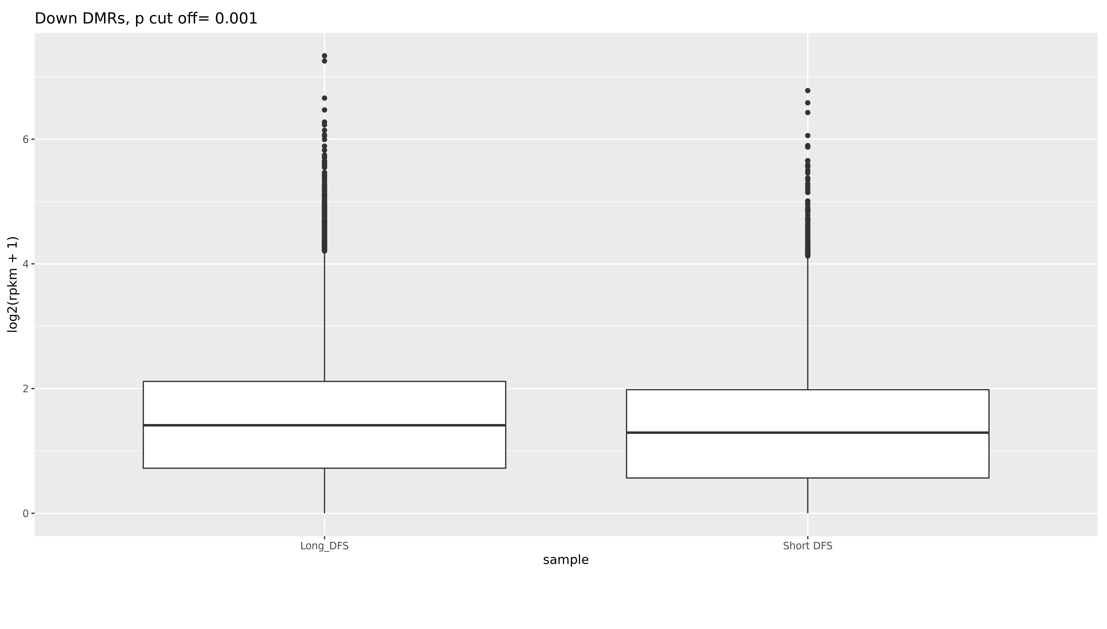 Down DMRs, p cut off= 0.001
log2(rpkm + 1)
6
4
2
0
Long_DFS
Short DFS
sample